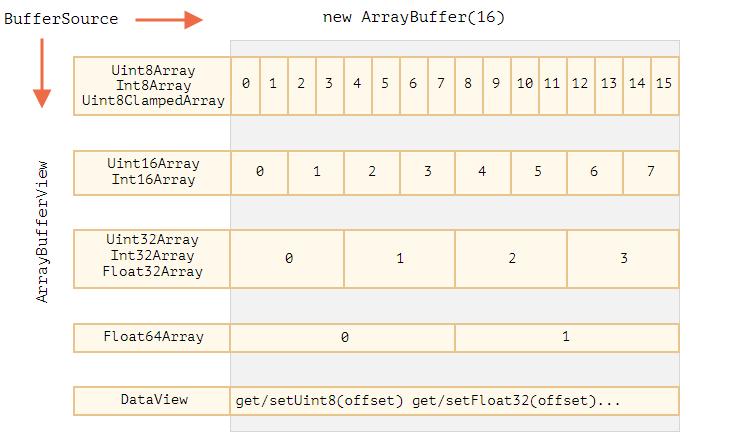 BufferSource
new ArrayBuffer(16)
ArrayBufferView
Uint8Array
Int8Array
Uint8ClampedArray
0 1 2 3 4 5 6 7 8 9 10 11 12 13 14 15
Uint16Array
Int16Array
0 1 2 3 4 5 6 7
Uint32Array
Int32Array
Float32Array
0 1 2 3
Float64Array
0 1
DataView
get/setUint8(offset) get/setFloat32(offset)...